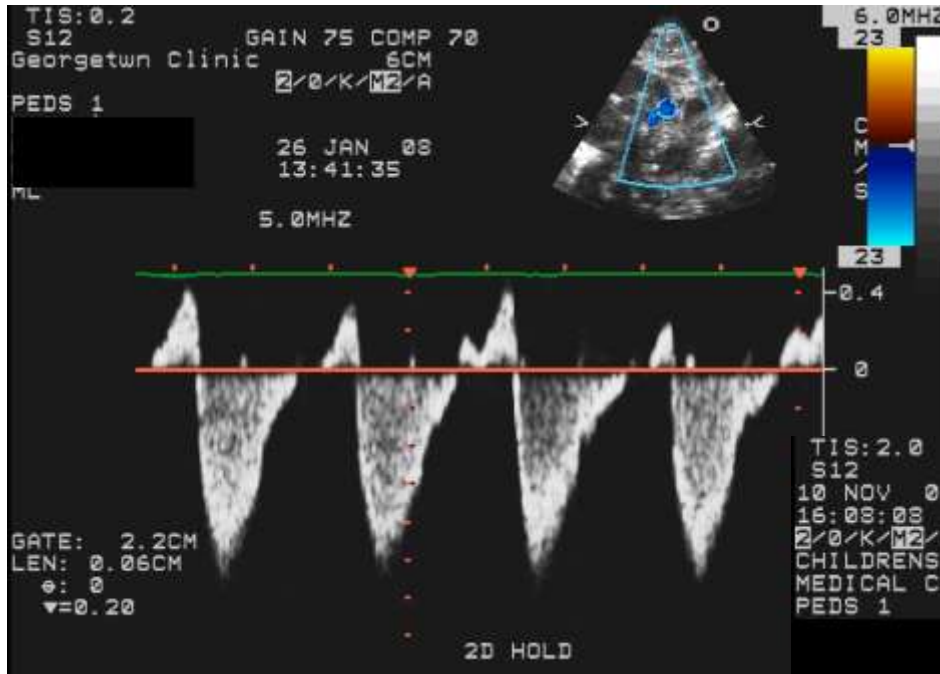 TIS:0.2
S12
GAIN 75 COMP 70
Georgetwn Clinic
6CM
2/0/K/M2/A
PEDS 1
26 JAN 08
13:41:35
ML
5.0MHZ
6.0MHZ
23
C
M
/
S
23
0.4
0
GATE: 2.2CM
LEN: 0.06CM
⊖: 0
▼=0.20
2D HOLD
TIS:2.0
S12
10 NOV 0
16:08:08
2/0/K/M2/
CHILDRENS
MEDICAL C
PEDS 1